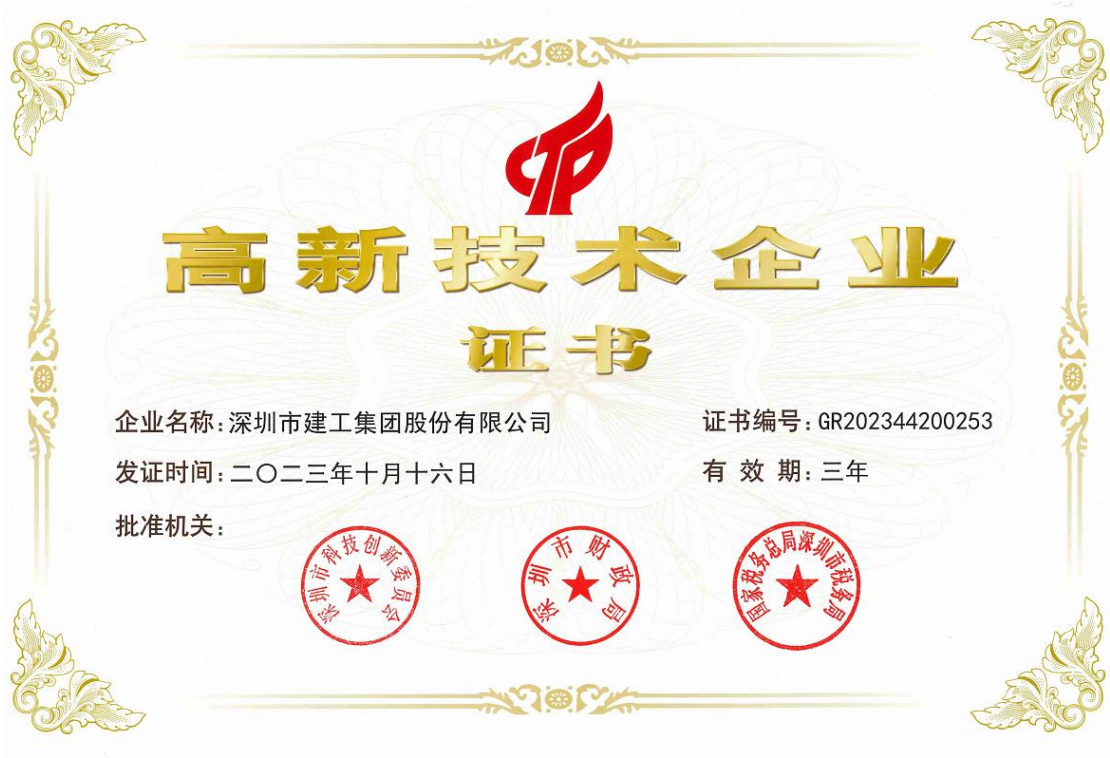 高新技术企业
证书
企业名称:深圳市建工集团股份有限公司
证书编号:GR202344200253
发证时间:二〇二三年十月十六日
有 效 期:三年
批准机关:
深圳市科技创新委员会
深圳市财政局
国家税务总局深圳市税务局